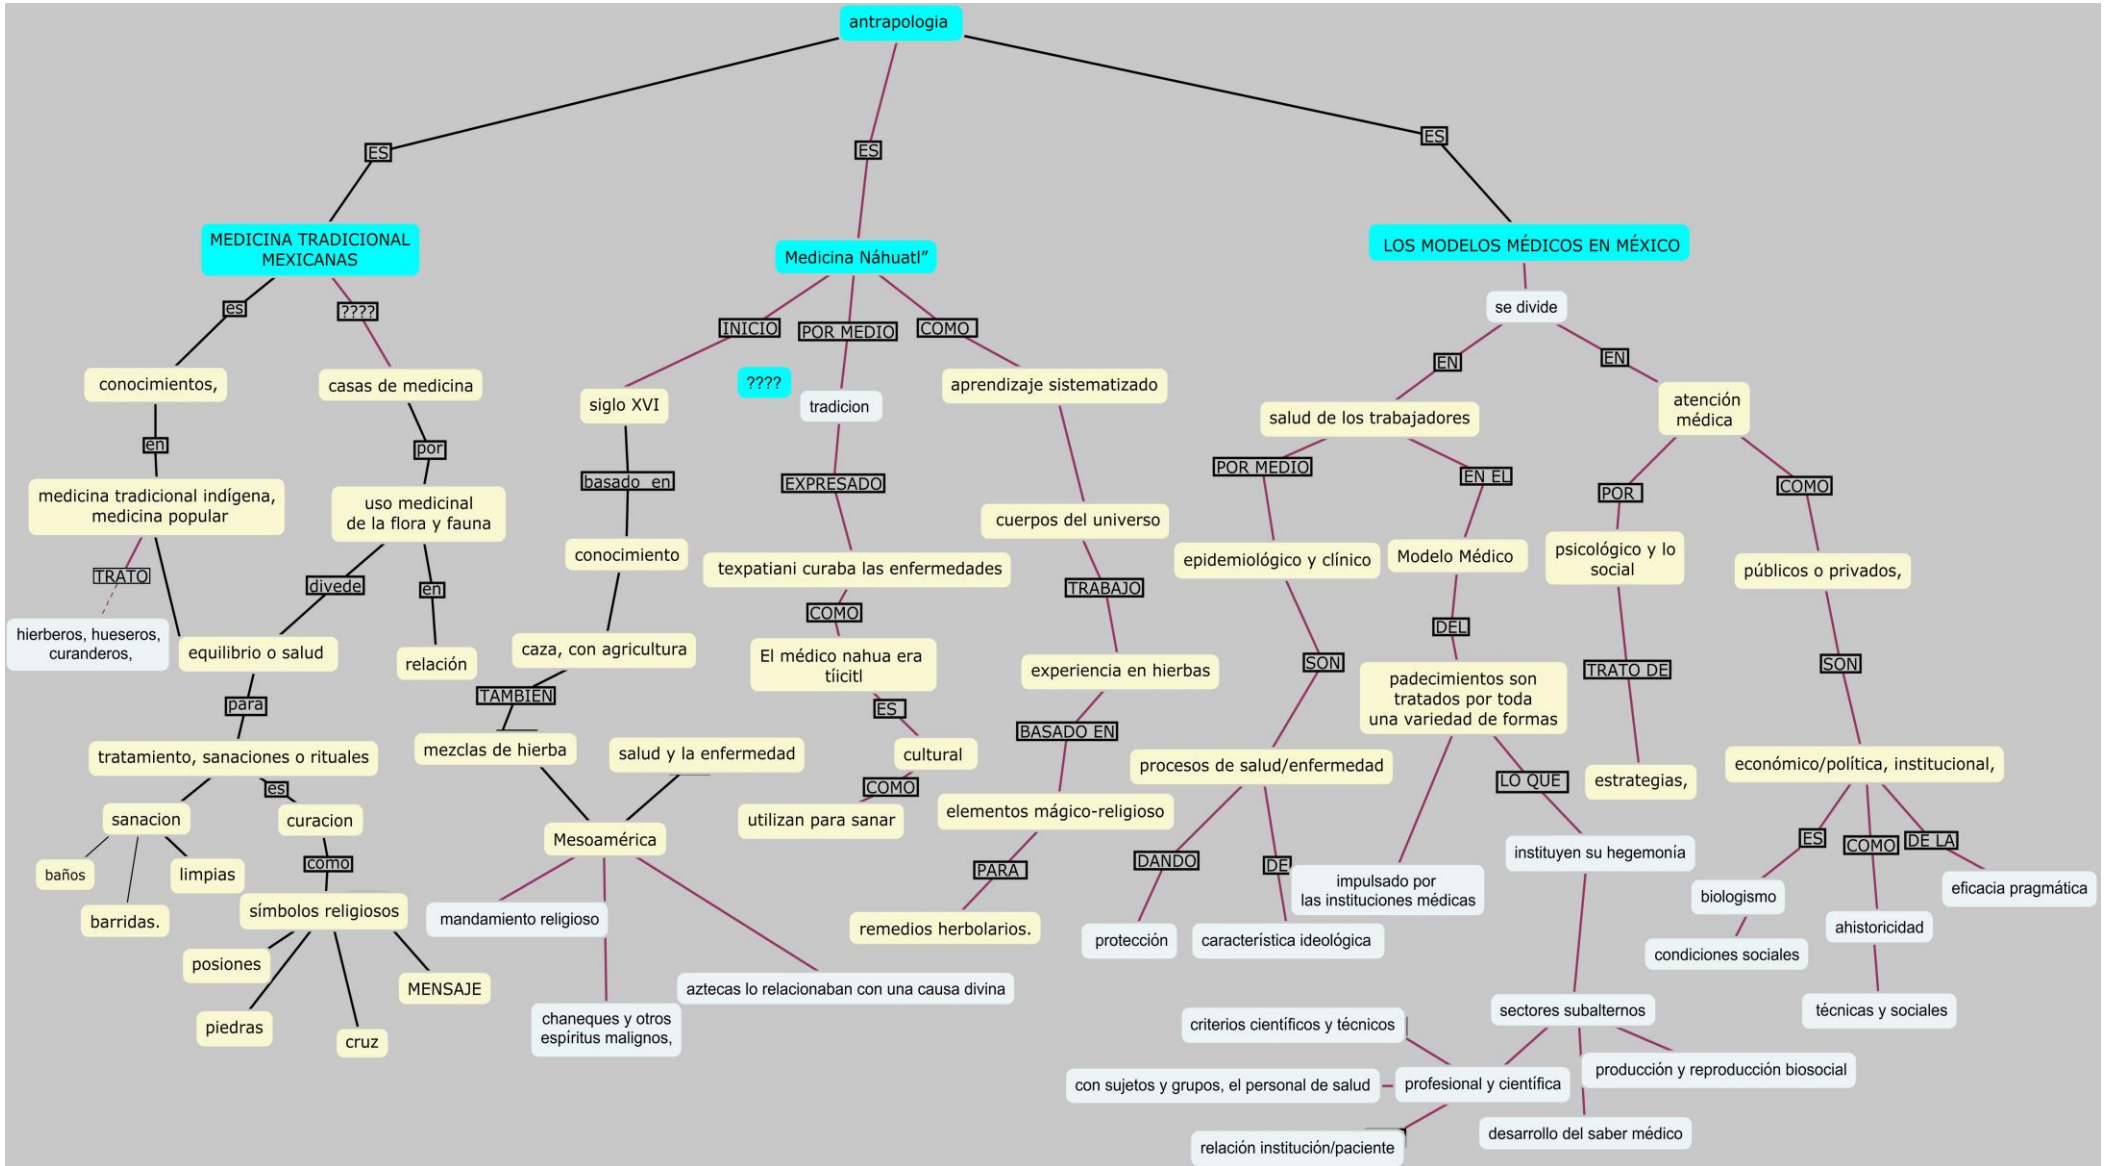 antrapologia
ES
ES
ES
MEDICINA TRADICIONAL
MEXICANAS
Medicina Náhuatl”
LOS MODELOS MÉDICOS EN MÉXICO
es
????
conocimientos,
casas de medicina
en
por
medicina tradicional indígena,
medicina popular
uso medicinal
de la flora y fauna
TRATO
divede
en
hierberos, hueseros,
curanderos,
equilibrio o salud
relación
para
tratamiento, sanaciones o rituales
es
sanacion
curacion
baños
barridas.
limpias
como
símbolos religiosos
posiones
piedras
cruz
MENSAJE
INICIO
POR MEDIO
COMO
????
siglo XVI
tradicion
aprendizaje sistematizado
basado en
EXPRESADO
cuerpos del universo
conocimiento
texpatiani curaba las enfermedades
TRABAJO
COMO
caza, con agricultura
El médico nahua era
tíicitl
experiencia en hierbas
TAMBIEN
ES
BASADO EN
mezclas de hierba
salud y la enfermedad
cultural
COMO
utilizan para sanar
elementos mágico-religioso
Mesoamérica
PARA
mandamiento religioso
remedios herbolarios.
aztecas lo relacionaban con una causa divina
chaneques y otros
espíritus malignos,
se divide
EN
EN
salud de los trabajadores
atención
médica
POR MEDIO
EN EL
POR
COMO
epidemiológico y clínico
Modelo Médico
psicológico y lo
social
públicos o privados,
SON
DEL
TRATO DE
SON
padecimientos son
tratados por toda
una variedad de formas
procesos de salud/enfermedad
LO QUE
estrategias,
económico/política, institucional,
DANDO
DE
ES
COMO
DE LA
impulsado por
las instituciones médicas
instituyen su hegemonía
biologismo
eficacia pragmática
protección
característica ideológica
ahistoricidad
condiciones sociales
técnicas y sociales
sectores subalternos
criterios científicos y técnicos
con sujetos y grupos, el personal de salud
profesional y científica
producción y reproducción biosocial
relación institución/paciente
desarrollo del saber médico